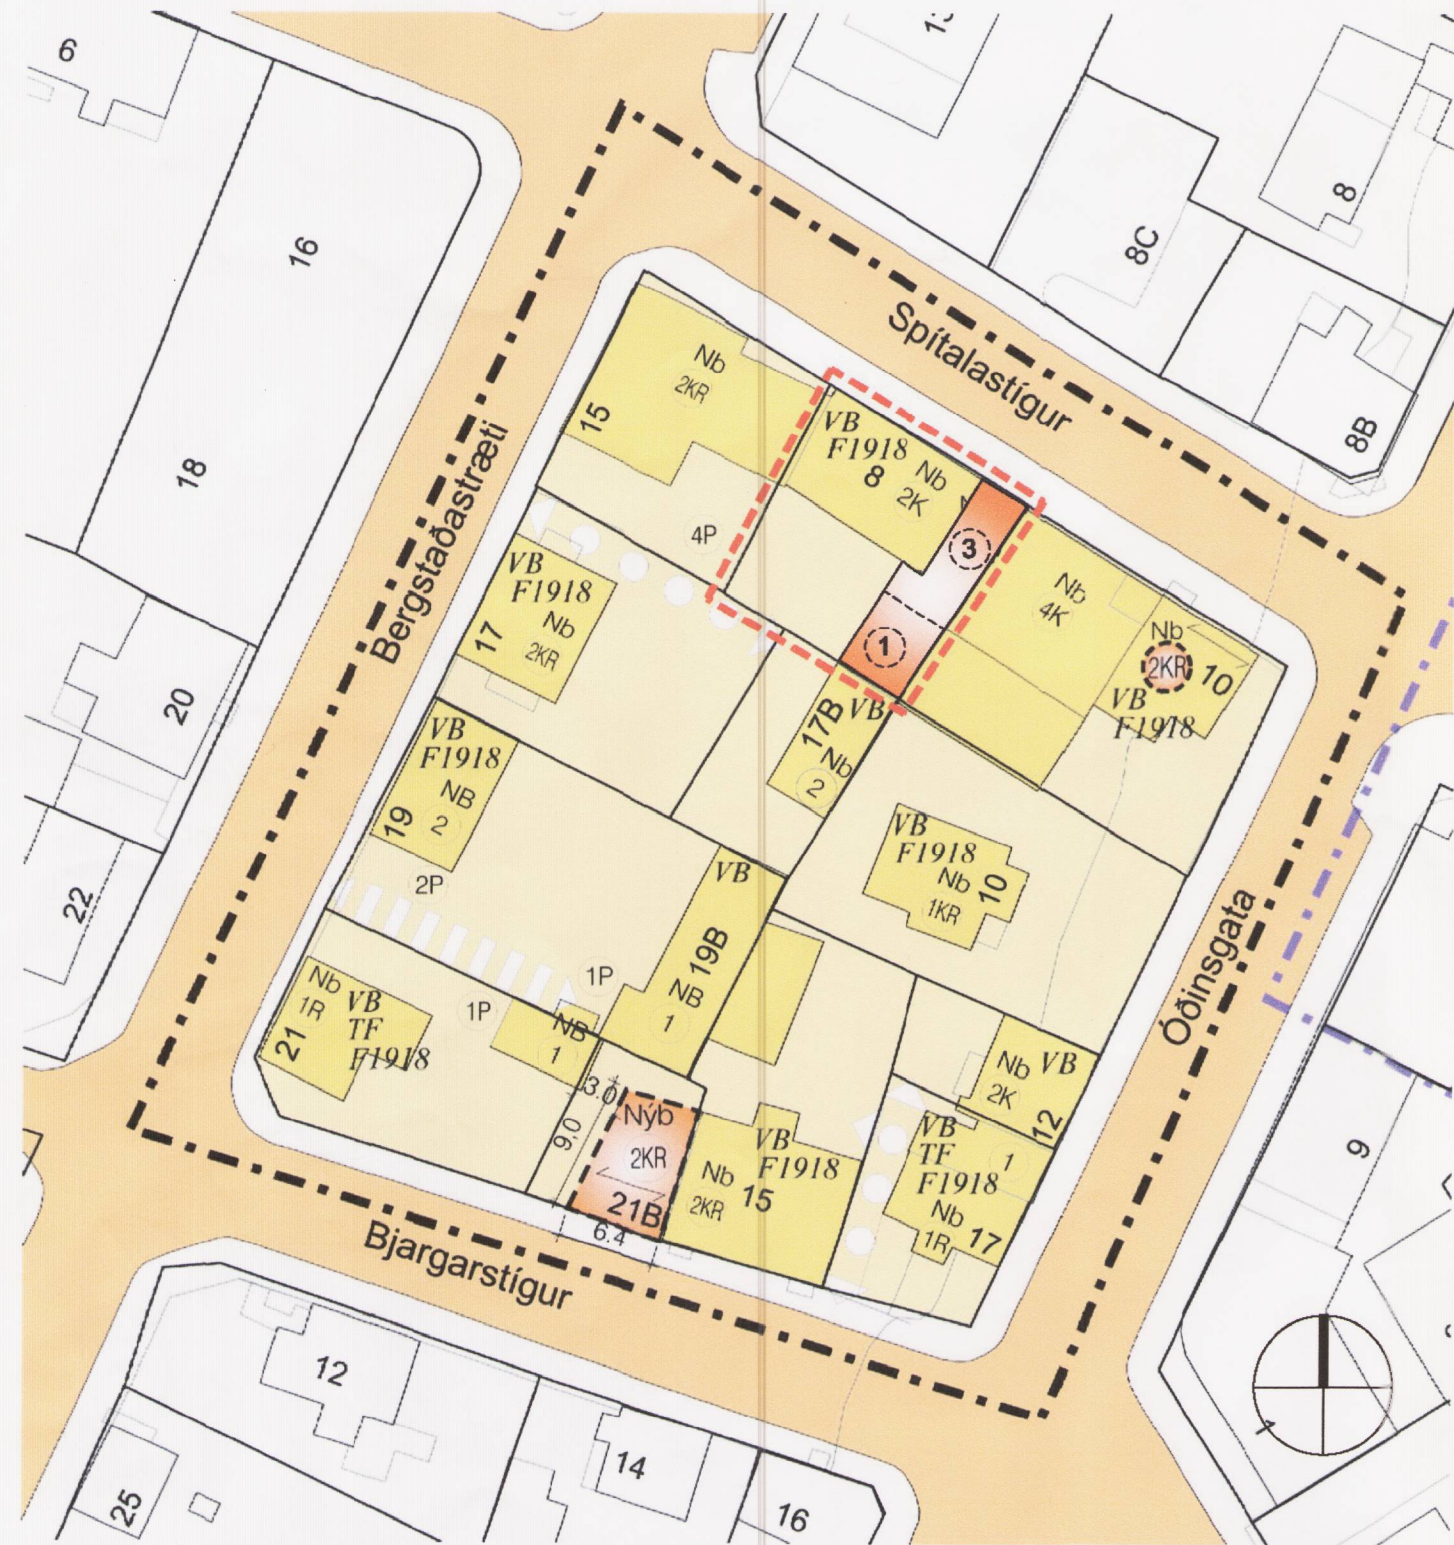 6
16
18
20
22
8
8C
8B
Spítalastígur
Bergstaðastræti
Óðinsgata
Bjargarstígur
Nb
2KR
15
VB
F1918
8
Nb
2K
3
1
4P
Nb
4K
Nb
2KR
10
VB
F1918
VB
F1918
Nb
2KR
17
17B
VB
Nb
2
VB
F1918
NB
2
19
2P
VB
F1918
Nb
1KR
10
VB
19B
NB
1
1P
1P
Nb
1R
VB
TF
F1918
21
NB
1
3.0
9.0
Nýb
2KR
21B
6.4
VB
F1918
Nb
15
2KR
Nb
VB
2K
12
VB
TF
F1918
1
Nb
1R
17
9
12
14
16
25